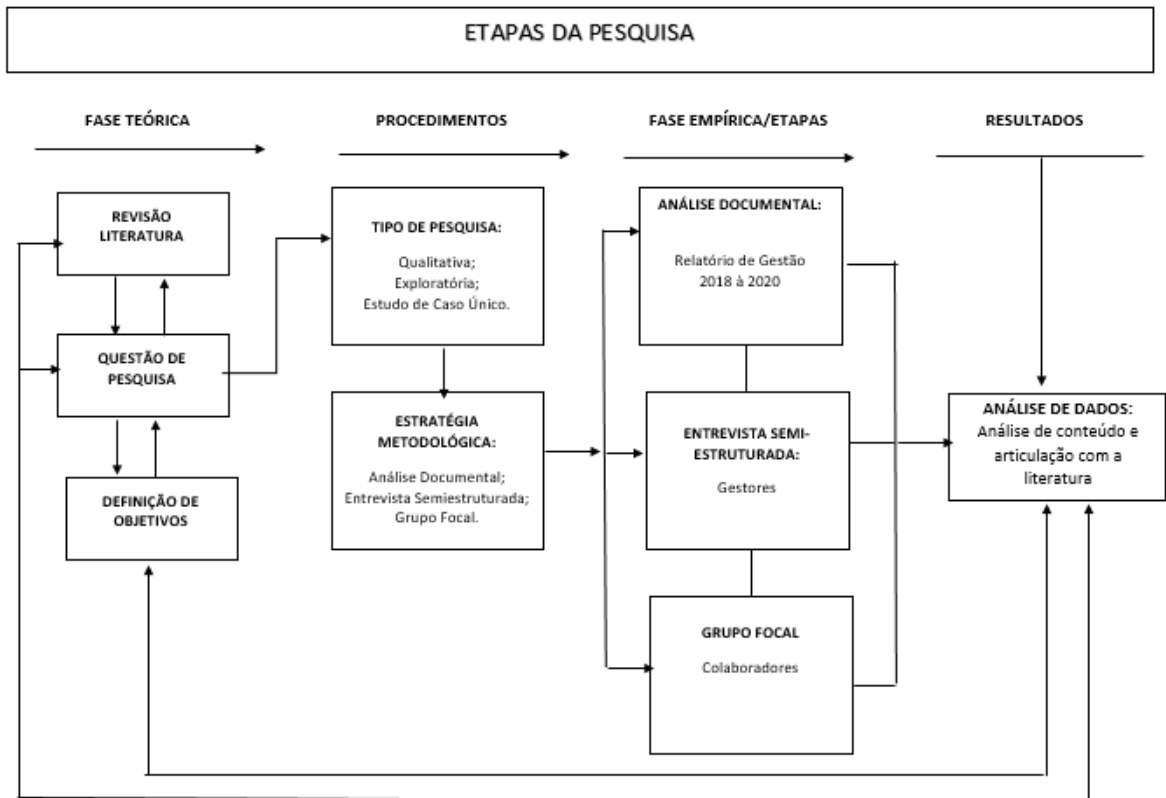 ETAPAS DA PESQUISA
FASE TEÓRICA
PROCEDIMENTOS
FASE EMPÍRICA/ETAPAS
RESULTADOS
REVISÃO
LITERATURA
QUESTÃO DE
PESQUISA
DEFINIÇÃO DE
OBJETIVOS
TIPO DE PESQUISA:
Qualitativa;
Exploratória;
Estudo de Caso Único.
ESTRATÉGIA
METODOLÓGICA:
Análise Documental;
Entrevista Semiestruturada;
Grupo Focal.
ANÁLISE DOCUMENTAL:
Relatório de Gestão
2018 à 2020
ENTREVISTA SEMI-
ESTRUTURADA:
Gestores
GRUPO FOCAL
Colaboradores
ANÁLISE DE DADOS:
Análise de conteúdo e
articulação com a
literatura